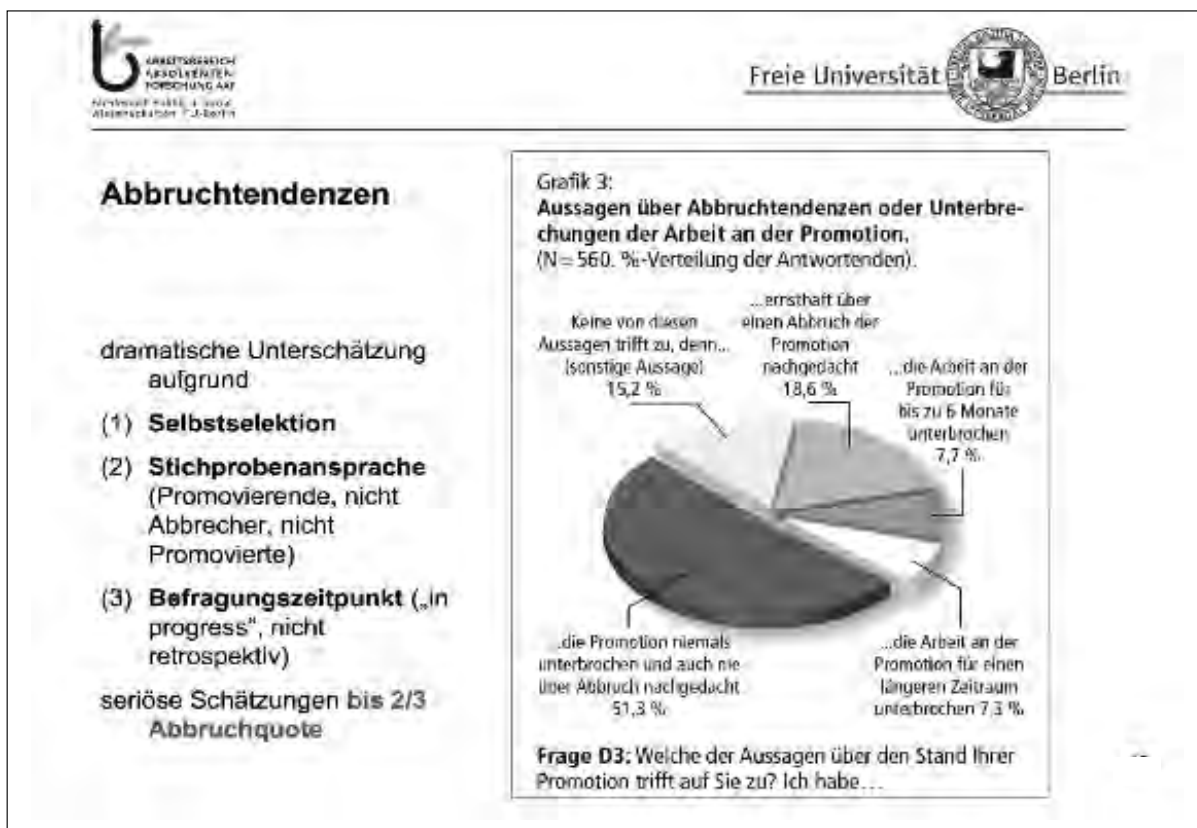 ARBEITSBEREICH
ABSOLVENTEN-
FORSCHUNG AAF
Freie Universität Berlin
Abbruchtendenzen
dramatische Unterschätzung
aufgrund
(1) Selbstselektion
(2) Stichprobenansprache
(Promovierende, nicht
Abbrecher, nicht
Promovierte)
(3) Befragungszeitpunkt („in
progress“, nicht
retrospektiv)
seriöse Schätzungen bis 2/3
Abbruchquote
Grafik 3:
Aussagen über Abbruchtendenzen oder Unterbre-
chungen der Arbeit an der Promotion.
(N = 560. %-Verteilung der Antwortenden).
Keine von diesen
Aussagen trifft zu, denn...
(sonstige Aussage)
15,2 %
...ernsthaft über
einen Abbruch der
Promotion
nachgedacht
18,6 %
...die Arbeit an der
Promotion für
bis zu 6 Monate
unterbrochen
7,7 %
...die Promotion niemals
unterbrochen und auch nie
über Abbruch nachgedacht
51,3 %
...die Arbeit an der
Promotion für einen
längeren Zeitraum
unterbrochen 7,3 %
Frage D3: Welche der Aussagen über den Stand Ihrer
Promotion trifft auf Sie zu? Ich habe…